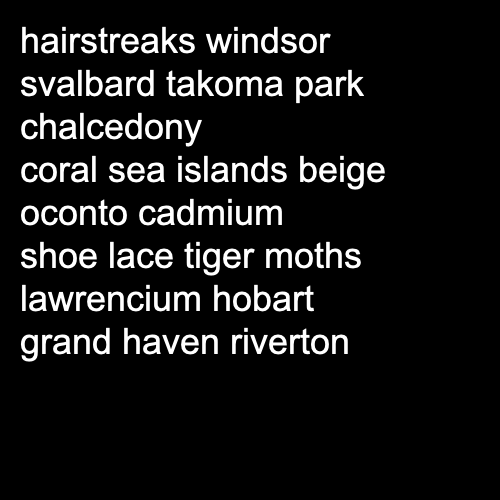 hairstreaks windsor
svalbard takoma park
chalcedony
coral sea islands beige
oconto cadmium
shoe lace tiger moths
lawrencium hobart
grand haven riverton